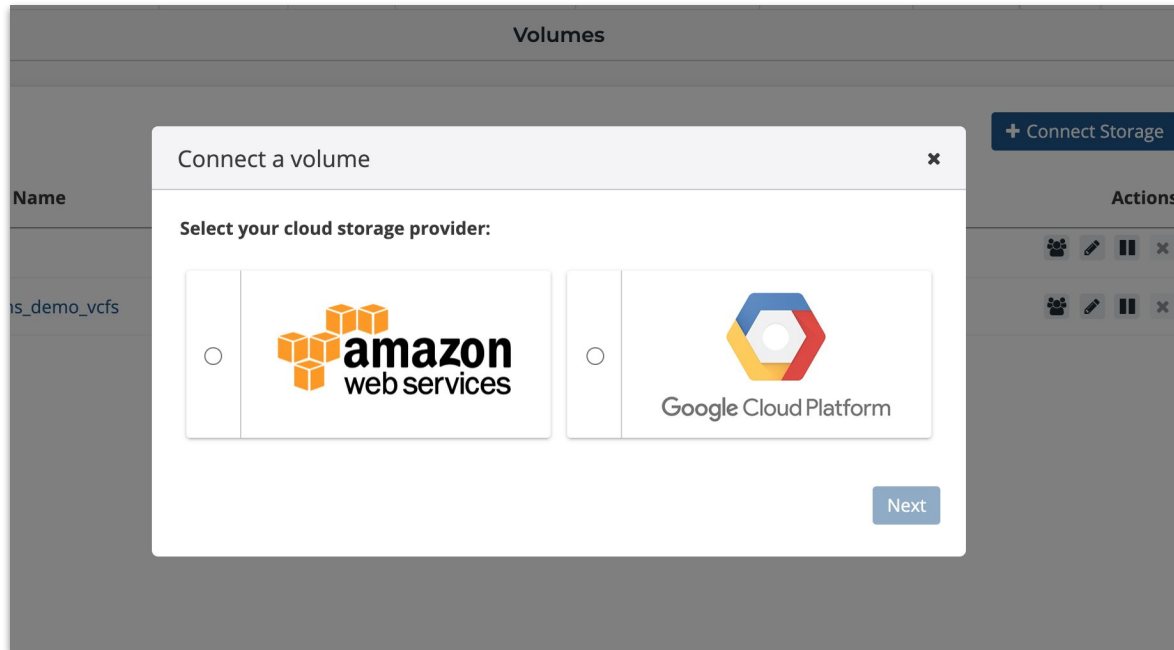 Volumes
+ Connect Storage
Connect a volume
Name
Actions
Select your cloud storage provider:
amazon
web services
Google Cloud Platform
ns_demo_vcfs
Next